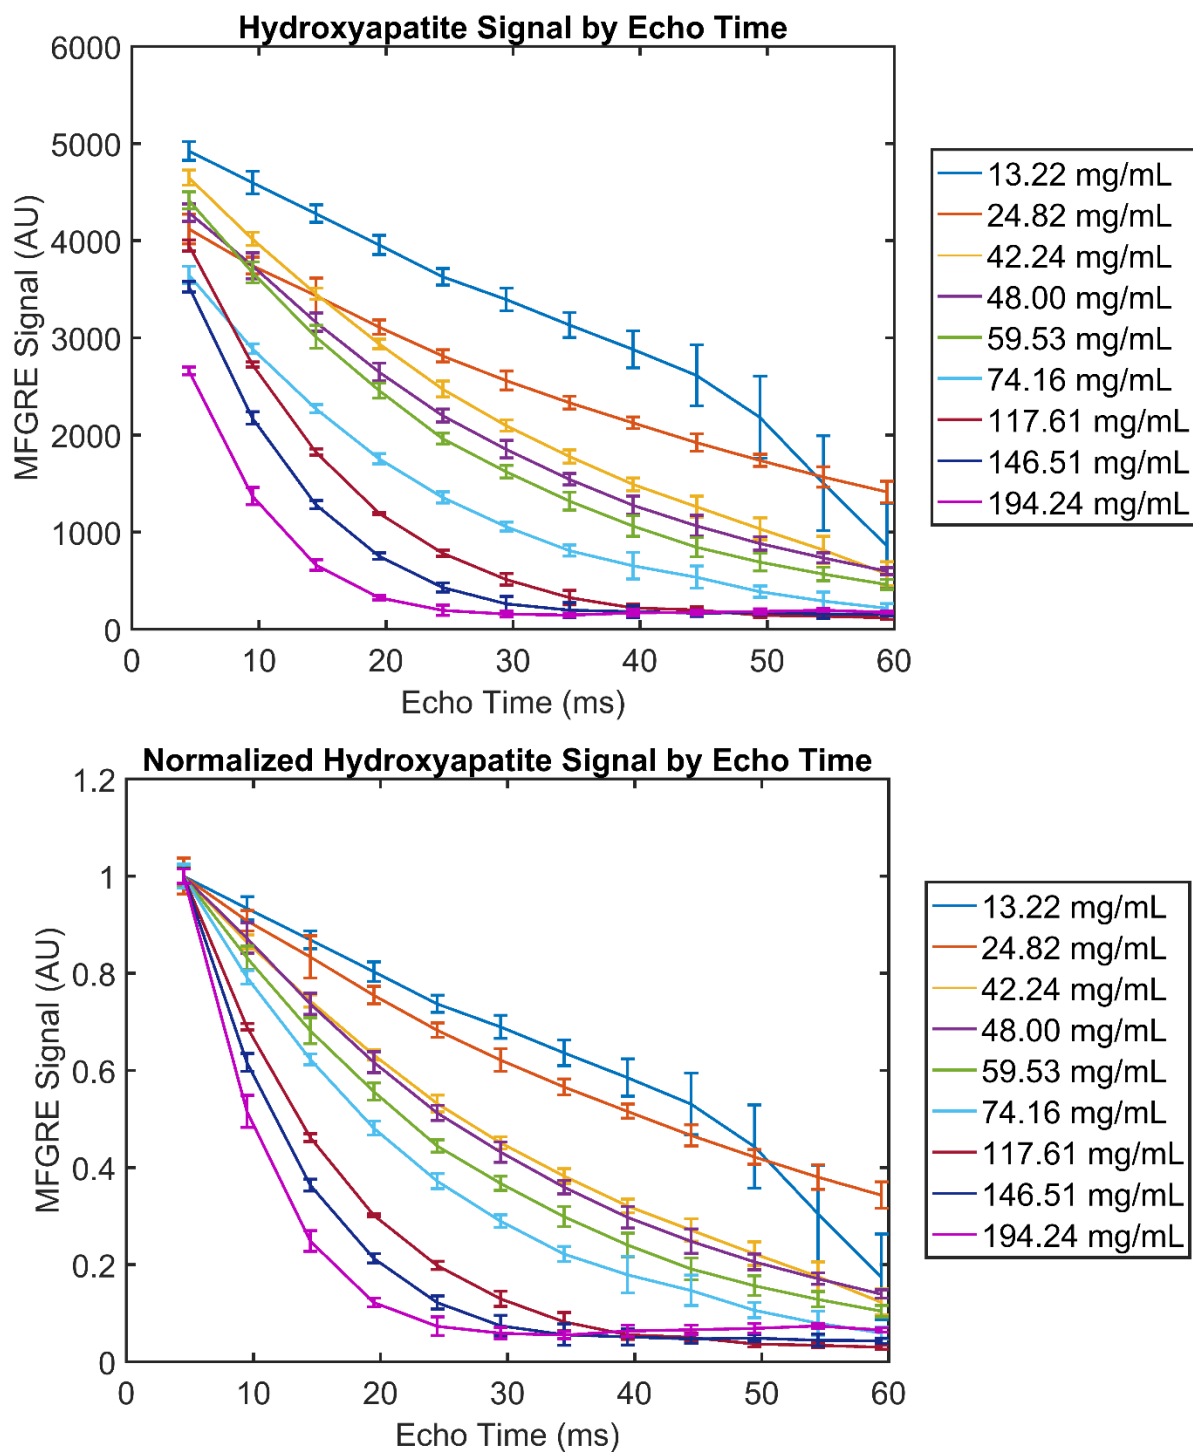 Hydroxyapatite Signal by Echo Time
6000
5000
4000
3000
2000
1000
0
MFGRE Signal (AU)
0 10 20 30 40 50 60
Echo Time (ms)
13.22 mg/mL
24.82 mg/mL
42.24 mg/mL
48.00 mg/mL
59.53 mg/mL
74.16 mg/mL
117.61 mg/mL
146.51 mg/mL
194.24 mg/mL
Normalized Hydroxyapatite Signal by Echo Time
1.2
1
0.8
0.6
0.4
0.2
0
MFGRE Signal (AU)
0 10 20 30 40 50 60
Echo Time (ms)
13.22 mg/mL
24.82 mg/mL
42.24 mg/mL
48.00 mg/mL
59.53 mg/mL
74.16 mg/mL
117.61 mg/mL
146.51 mg/mL
194.24 mg/mL